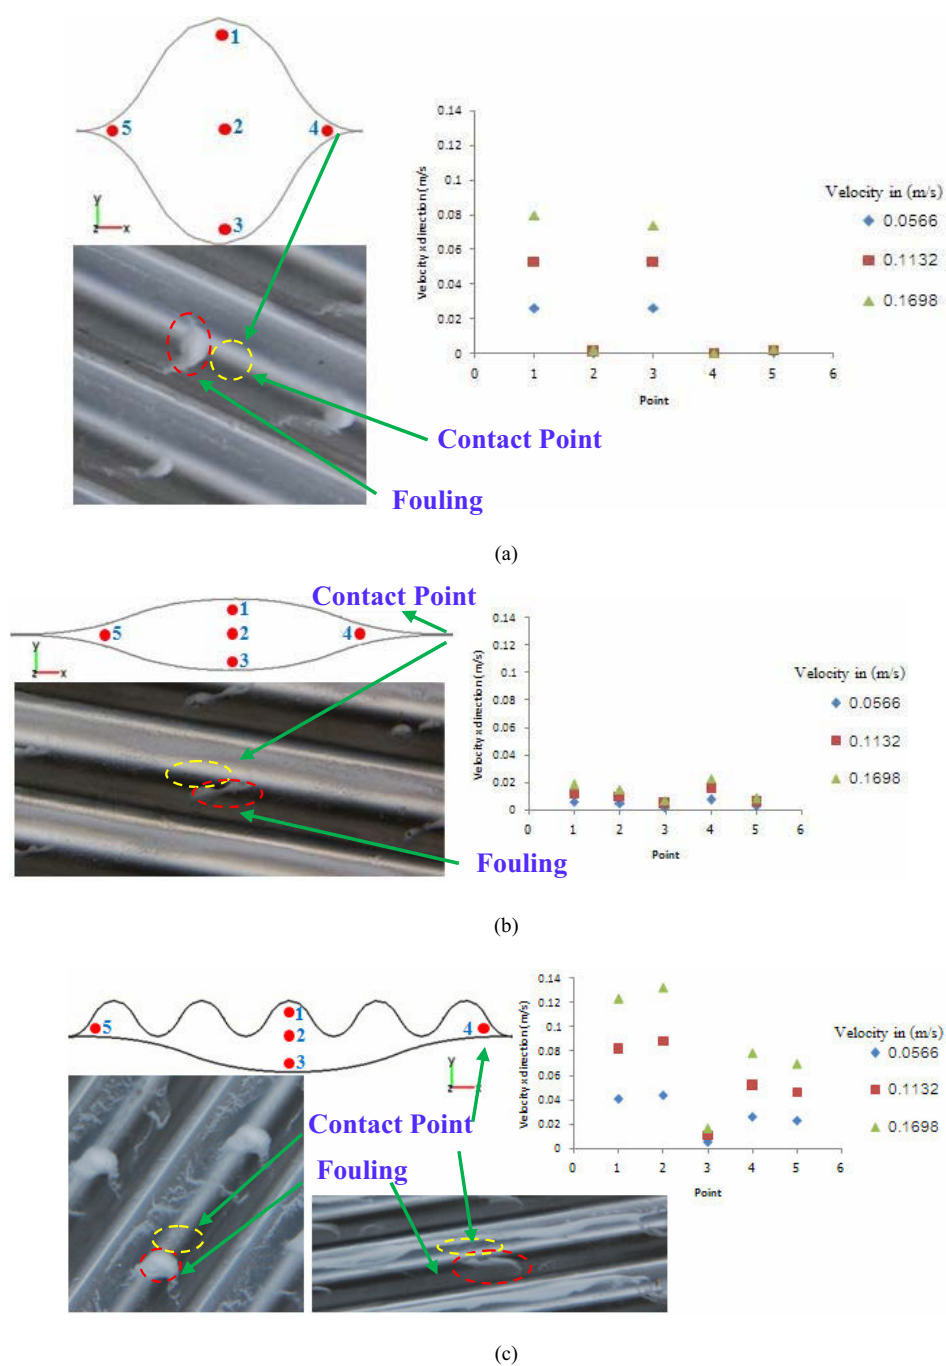 1
5
2
4
3
y
z
x
Velocity x direction (m/s
0.14
0.12
0.1
0.08
0.06
0.04
0.02
0
0 1 2 3 4 5 6
Point
Velocity in (m/s)
0.0566
0.1132
0.1698
Contact Point
Fouling
(a)
Contact Point
1
5
2
4
3
y
z
x
Velocity x direction (m/s)
0.14
0.12
0.1
0.08
0.06
0.04
0.02
0
0 1 2 3 4 5 6
Point
Velocity in (m/s)
0.0566
0.1132
0.1698
Fouling
(b)
1
5
2
4
3
y
z
Velocity x direction (m/s)
0.14
0.12
0.1
0.08
0.06
0.04
0.02
0
0 1 2 3 4 5 6
Point
Velocity in (m/s)
0.0566
0.1132
0.1698
Contact Point
Fouling
(c)